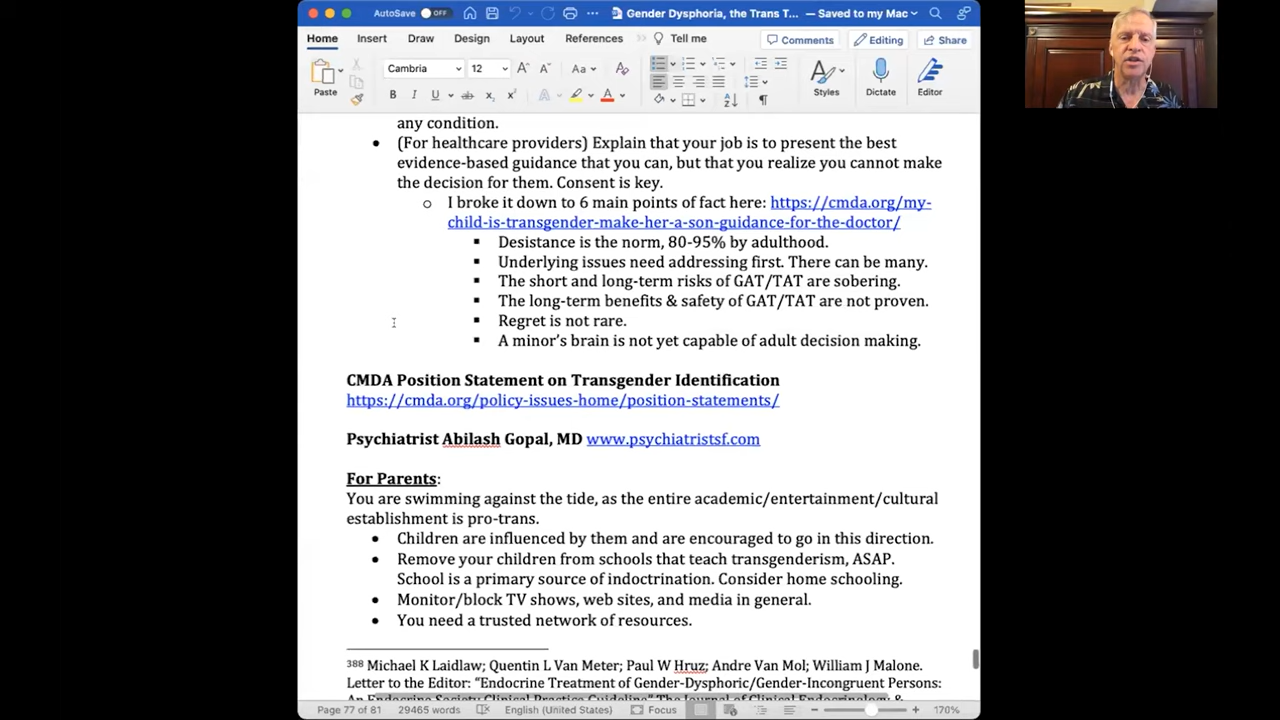 AutoSave OFF Gender Dysphoria, the Trans T... — Saved to my Mac
Home Insert Draw Design Layout References Tell me Comments Editing Share
Paste Cambria 12 Aa Styles Dictate Editor
any condition.
• (For healthcare providers) Explain that your job is to present the best
evidence-based guidance that you can, but that you realize you cannot make
the decision for them. Consent is key.
o I broke it down to 6 main points of fact here: https://cmda.org/my-
child-is-transgender-make-her-a-son-guidance-for-the-doctor/
▪ Desistance is the norm, 80-95% by adulthood.
▪ Underlying issues need addressing first. There can be many.
▪ The short and long-term risks of GAT/TAT are sobering.
▪ The long-term benefits & safety of GAT/TAT are not proven.
▪ Regret is not rare.
▪ A minor's brain is not yet capable of adult decision making.
CMDA Position Statement on Transgender Identification
https://cmda.org/policy-issues-home/position-statements/
Psychiatrist Abilash Gopal, MD www.psychiatristsf.com
For Parents:
You are swimming against the tide, as the entire academic/entertainment/cultural
establishment is pro-trans.
• Children are influenced by them and are encouraged to go in this direction.
• Remove your children from schools that teach transgenderism, ASAP.
School is a primary source of indoctrination. Consider home schooling.
• Monitor/block TV shows, web sites, and media in general.
• You need a trusted network of resources.
388 Michael K Laidlaw; Quentin L Van Meter; Paul W Hruz; Andre Van Mol; William J Malone.
Letter to the Editor: "Endocrine Treatment of Gender-Dysphoric/Gender-Incongruent Persons:
An Endocrine Society Clinical Practice Guideline" The Journal of Clinical Endocrinology &
Page 77 of 81 29465 words English (United States) Focus 170%